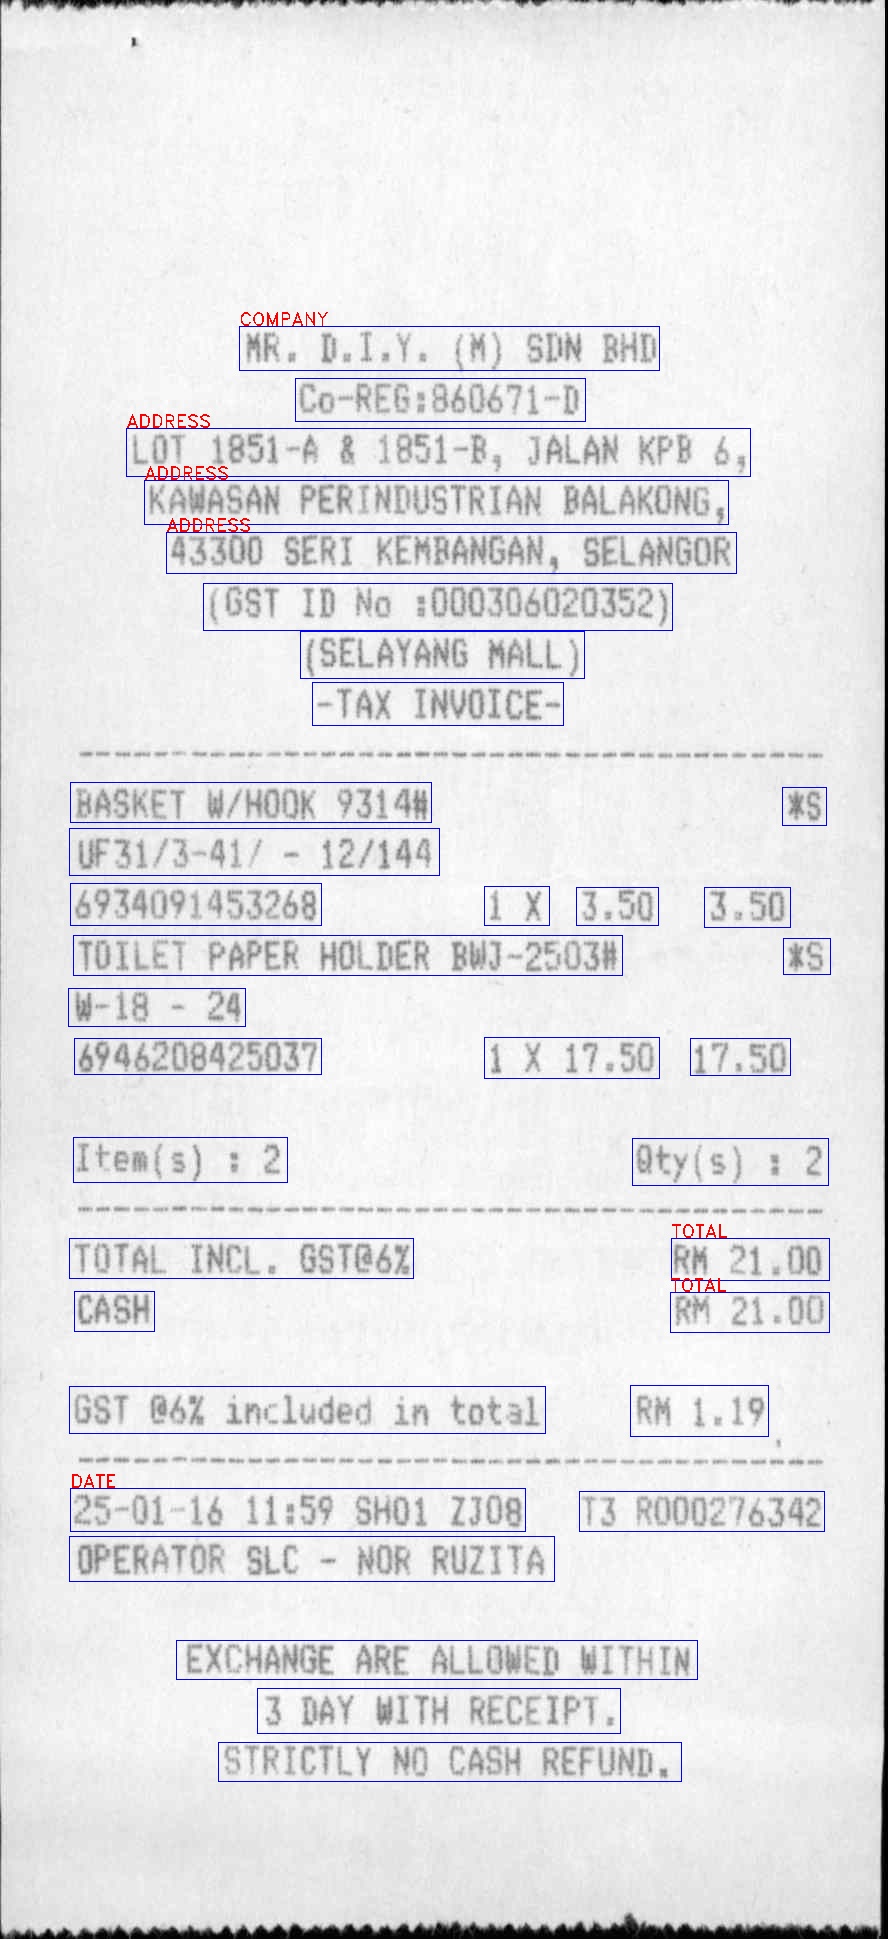 COMPANY
MR. D.I.Y. (M) SDN BHD
Co-REG:860671-D
ADDRESS
LOT 1851-A & 1851-B, JALAN KPB 6,
ADDRESS
KAWASAN PERINDUSTRIAN BALAKONG,
ADDRESS
43300 SERI KEMBANGAN, SELANGOR
(GST ID No :000306020352)
(SELAYANG MALL)
-TAX INVOICE-
BASKET W/HOOK 9314# *S
UF31/3-41/ - 12/144
6934091453268 1 X 3.50 3.50
TOILET PAPER HOLDER BWJ-2503# *S
W-18 - 24
6946208425037 1 X 17.50 17.50
Item(s) : 2 Qty(s) : 2
TOTAL
TOTAL INCL. GST@6% RM 21.00
TOTAL
CASH RM 21.00
GST @6% included in total RM 1.19
DATE
25-01-16 11:59 SH01 ZJ08 T3 R000276342
OPERATOR SLC - NOR RUZITA
EXCHANGE ARE ALLOWED WITHIN
3 DAY WITH RECEIPT.
STRICTLY NO CASH REFUND.